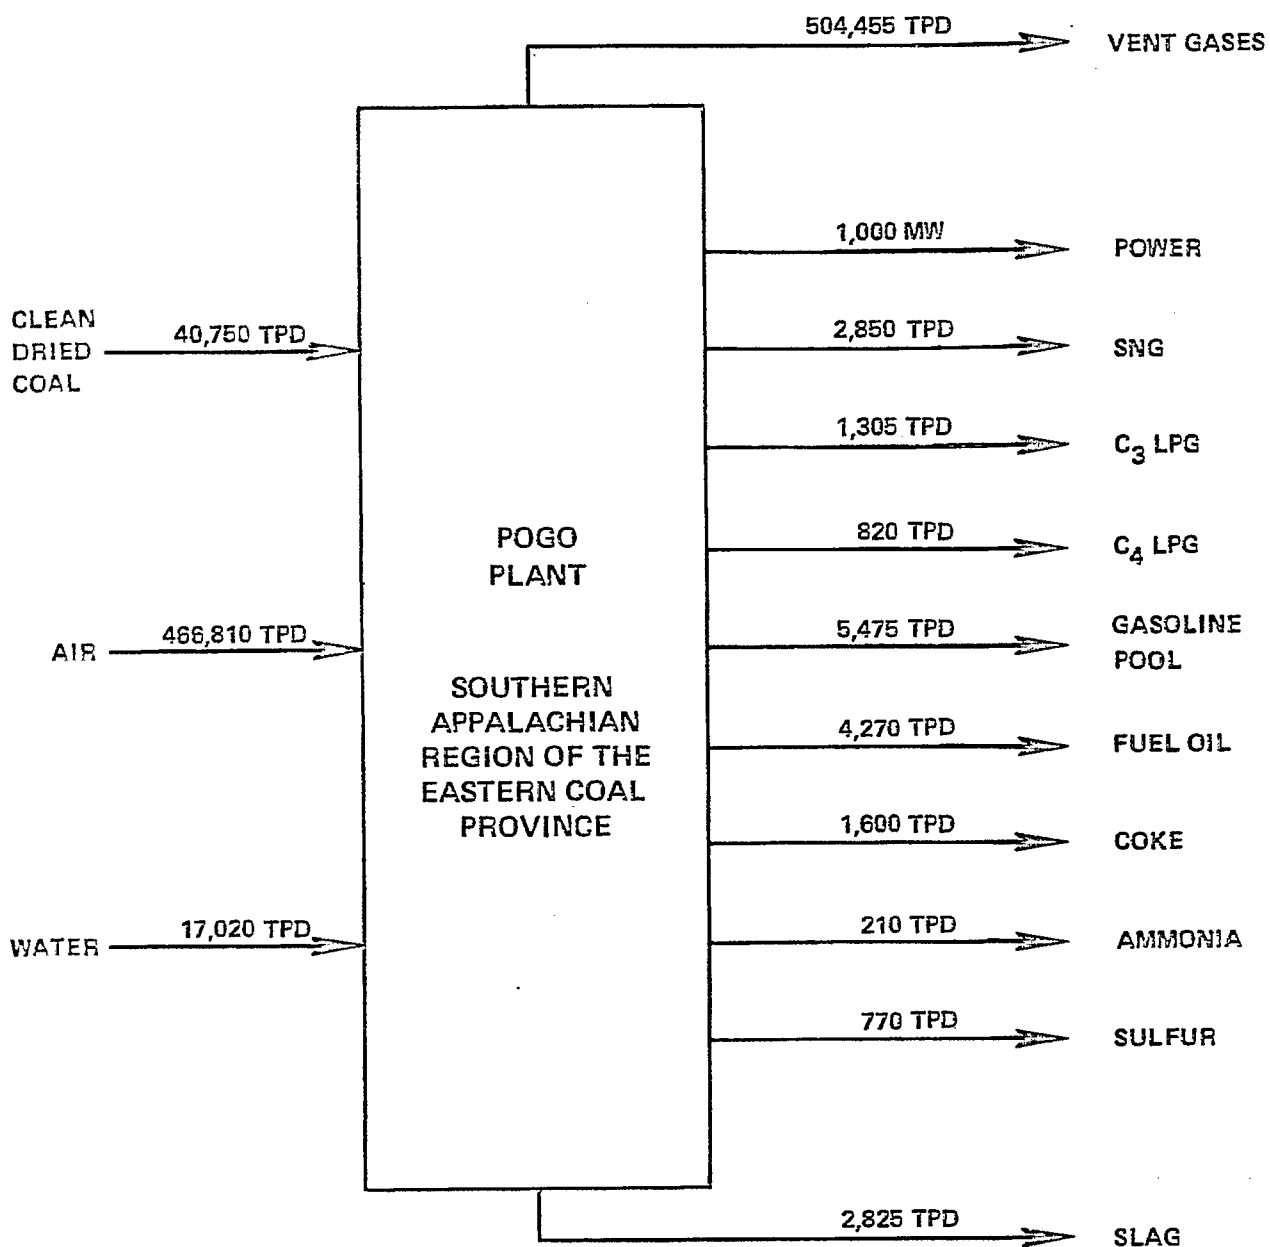 504,455 TPD
VENT GASES
1,000 MW
POWER
CLEAN
DRIED
COAL
40,750 TPD
2,850 TPD
SNG
1,305 TPD
C3 LPG
820 TPD
C4 LPG
POGO
PLANT
AIR
466,810 TPD
5,475 TPD
GASOLINE
POOL
SOUTHERN
APPALACHIAN
REGION OF THE
EASTERN COAL
PROVINCE
4,270 TPD
FUEL OIL
1,600 TPD
COKE
WATER
17,020 TPD
210 TPD
AMMONIA
770 TPD
SULFUR
2,825 TPD
SLAG